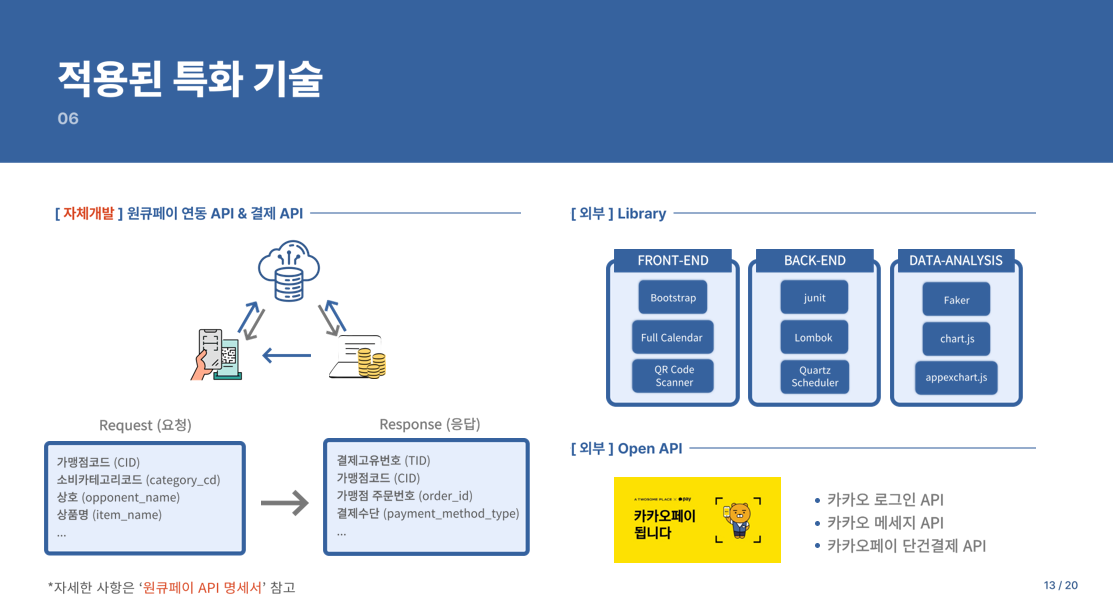 적용된 특화 기술
06
[ 자체개발 ] 원큐페이 연동 API & 결제 API
Request (요청)
가맹점코드 (CID)
소비카테고리코드 (category_cd)
상호 (opponent_name)
상품명 (item_name)
...
Response (응답)
결제고유번호 (TID)
가맹점코드 (CID)
가맹점 주문번호 (order_id)
결제수단 (payment_method_type)
...
*자세한 사항은 ‘원큐페이 API 명세서’ 참고
[ 외부 ] Library
FRONT-END
Bootstrap
Full Calendar
QR Code
Scanner
BACK-END
junit
Lombok
Quartz
Scheduler
DATA-ANALYSIS
Faker
chart.js
appexchart.js
[ 외부 ] Open API
A TWOSOME PLACE × pay
카카오페이
됩니다
• 카카오 로그인 API
• 카카오 메세지 API
• 카카오페이 단건결제 API
13 / 20